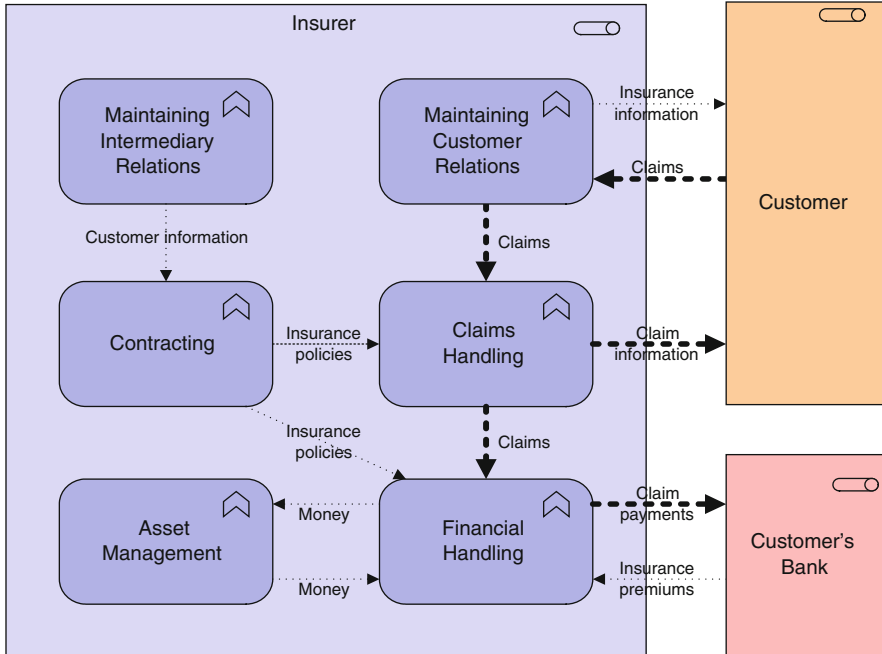 Insurer
Maintaining
Intermediary
Relations
Maintaining
Customer
Relations
Insurance
information
Claims
Customer
Customer information
Claims
Contracting
Insurance
policies
Claims
Handling
Claim
information
Insurance
policies
Claims
Asset
Management
Money
Money
Financial
Handling
Claim
payments
Insurance
premiums
Customer's
Bank